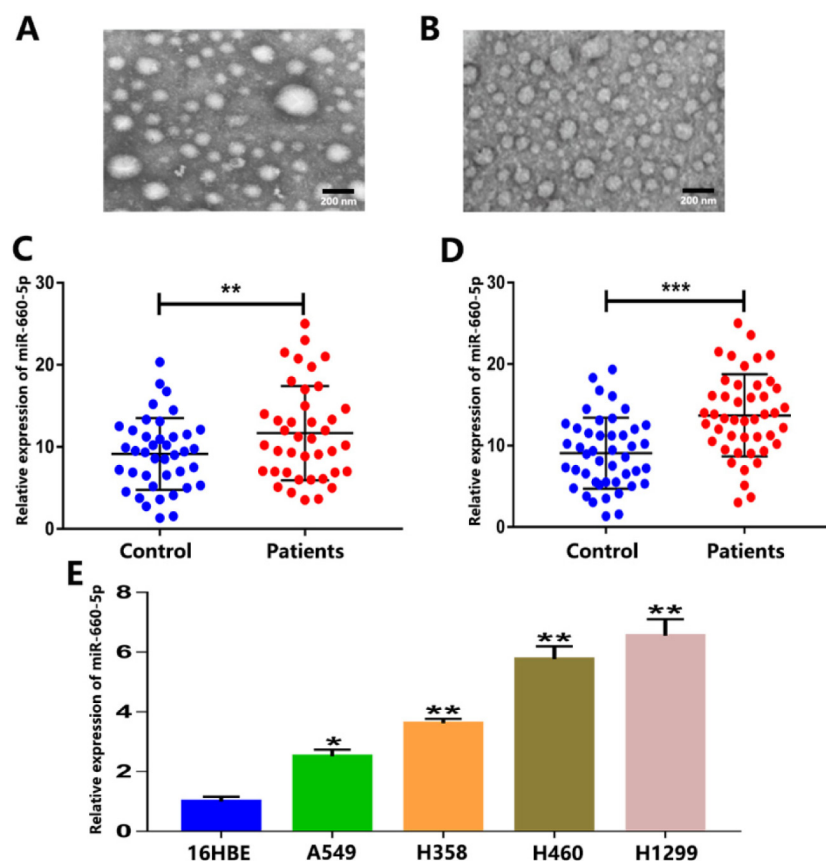 A
B
200 nm
200 nm
C
D
Relative expression of miR-660-5p
30
20
10
0
**
Control
Patients
Relative expression of miR-660-5p
30
20
10
0
***
Control
Patients
E
Relative expression of miR-660-5p
8
6
4
2
0
*
**
**
**
16HBE
A549
H358
H460
H1299